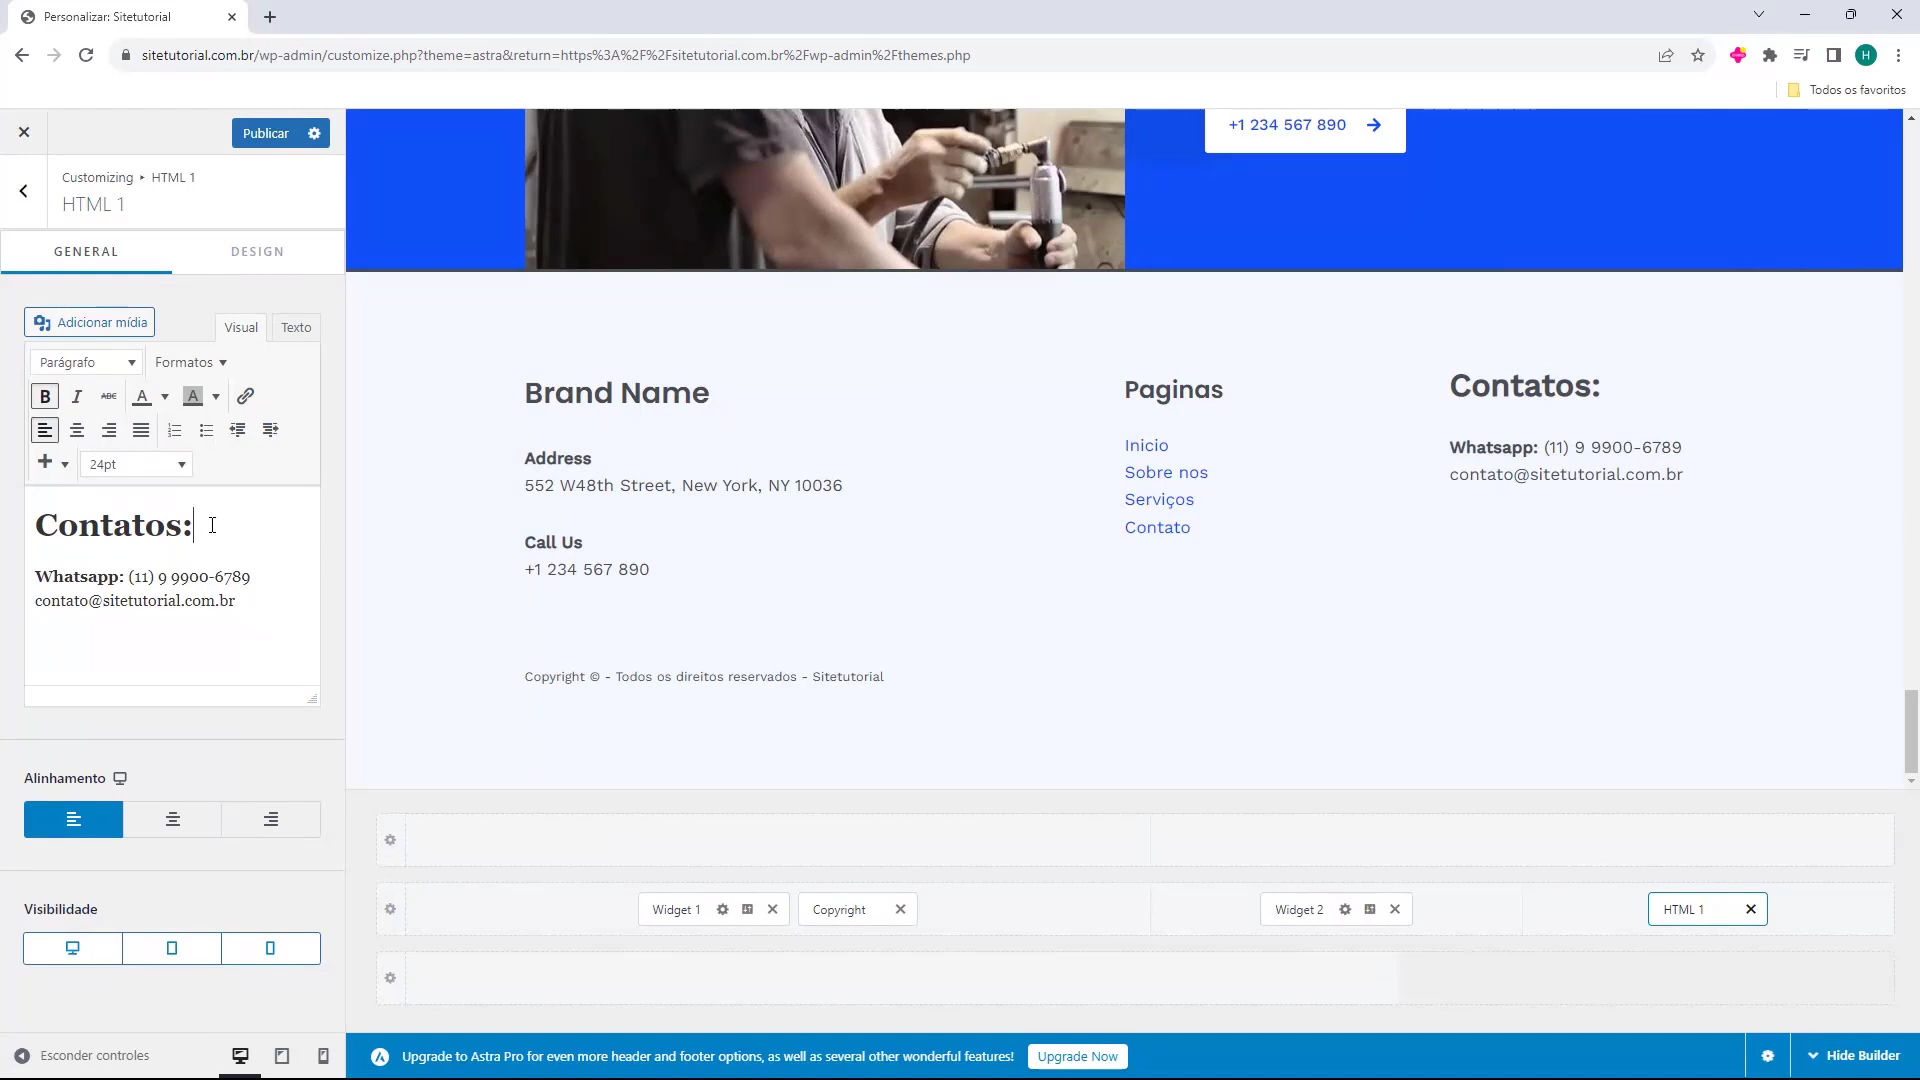 Personalizar: Sitetutorial
sitetutorial.com.br/wp-admin/customize.php?theme=astra&return=https%3A%2F%2Fsitetutorial.com.br%2Fwp-admin%2Fthemes.php
H
Todos os favoritos
Publicar
Customizing ▸ HTML 1
HTML 1
GENERAL
DESIGN
Adicionar mídia
Visual
Texto
Parágrafo
Formatos
B
I
ABC
A
A
24pt
Contatos:
Whatsapp: (11) 9 9900-6789
contato@sitetutorial.com.br
Alinhamento
Visibilidade
Esconder controles
+1 234 567 890
Brand Name
Address
552 W48th Street, New York, NY 10036
Call Us
+1 234 567 890
Paginas
Inicio
Sobre nos
Serviços
Contato
Contatos:
Whatsapp: (11) 9 9900-6789
contato@sitetutorial.com.br
Copyright © - Todos os direitos reservados - Sitetutorial
Widget 1
Copyright
Widget 2
HTML 1
Upgrade to Astra Pro for even more header and footer options, as well as several other wonderful features!
Upgrade Now
Hide Builder